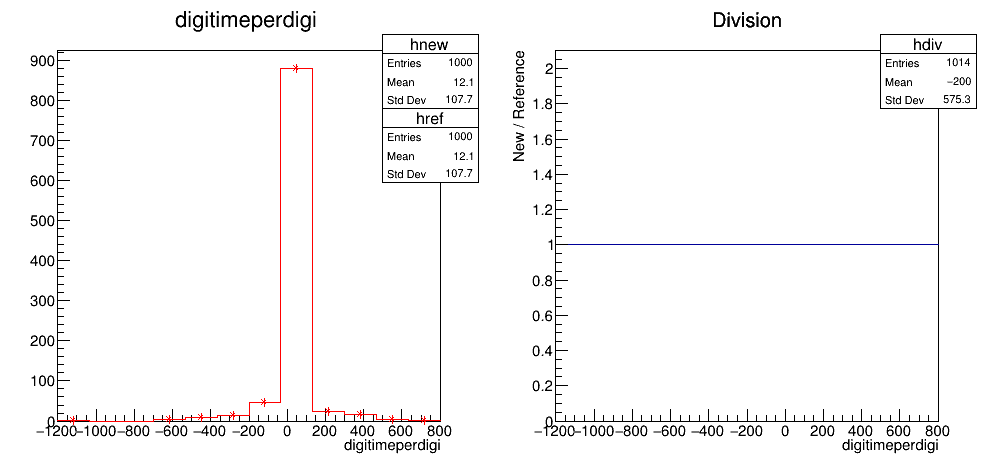 digitimeperdigi
hnew
Entries 1000
Mean 12.1
Std Dev 107.7
href
Entries 1000
Mean 12.1
Std Dev 107.7
900
800
700
600
500
400
300
200
100
0
−1200 −1000 −800 −600 −400 −200 0 200 400 600 800
digitimeperdigi
Division
hdiv
Entries 1014
Mean −200
Std Dev 575.3
New / Reference
2
1.8
1.6
1.4
1.2
1
0.8
0.6
0.4
0.2
0
−1200 −1000 −800 −600 −400 −200 0 200 400 600 800
digitimeperdigi